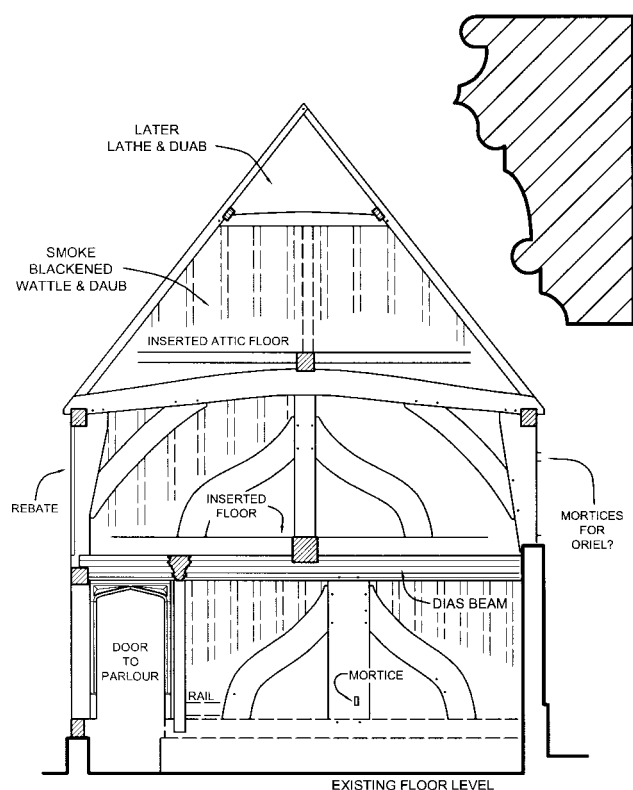 LATER
LATHE & DUAB
SMOKE
BLACKENED
WATTLE & DAUB
INSERTED ATTIC FLOOR
REBATE
INSERTED
FLOOR
MORTICES
FOR
ORIEL?
DIAS BEAM
DOOR
TO
PARLOUR
MORTICE
RAIL
EXISTING FLOOR LEVEL